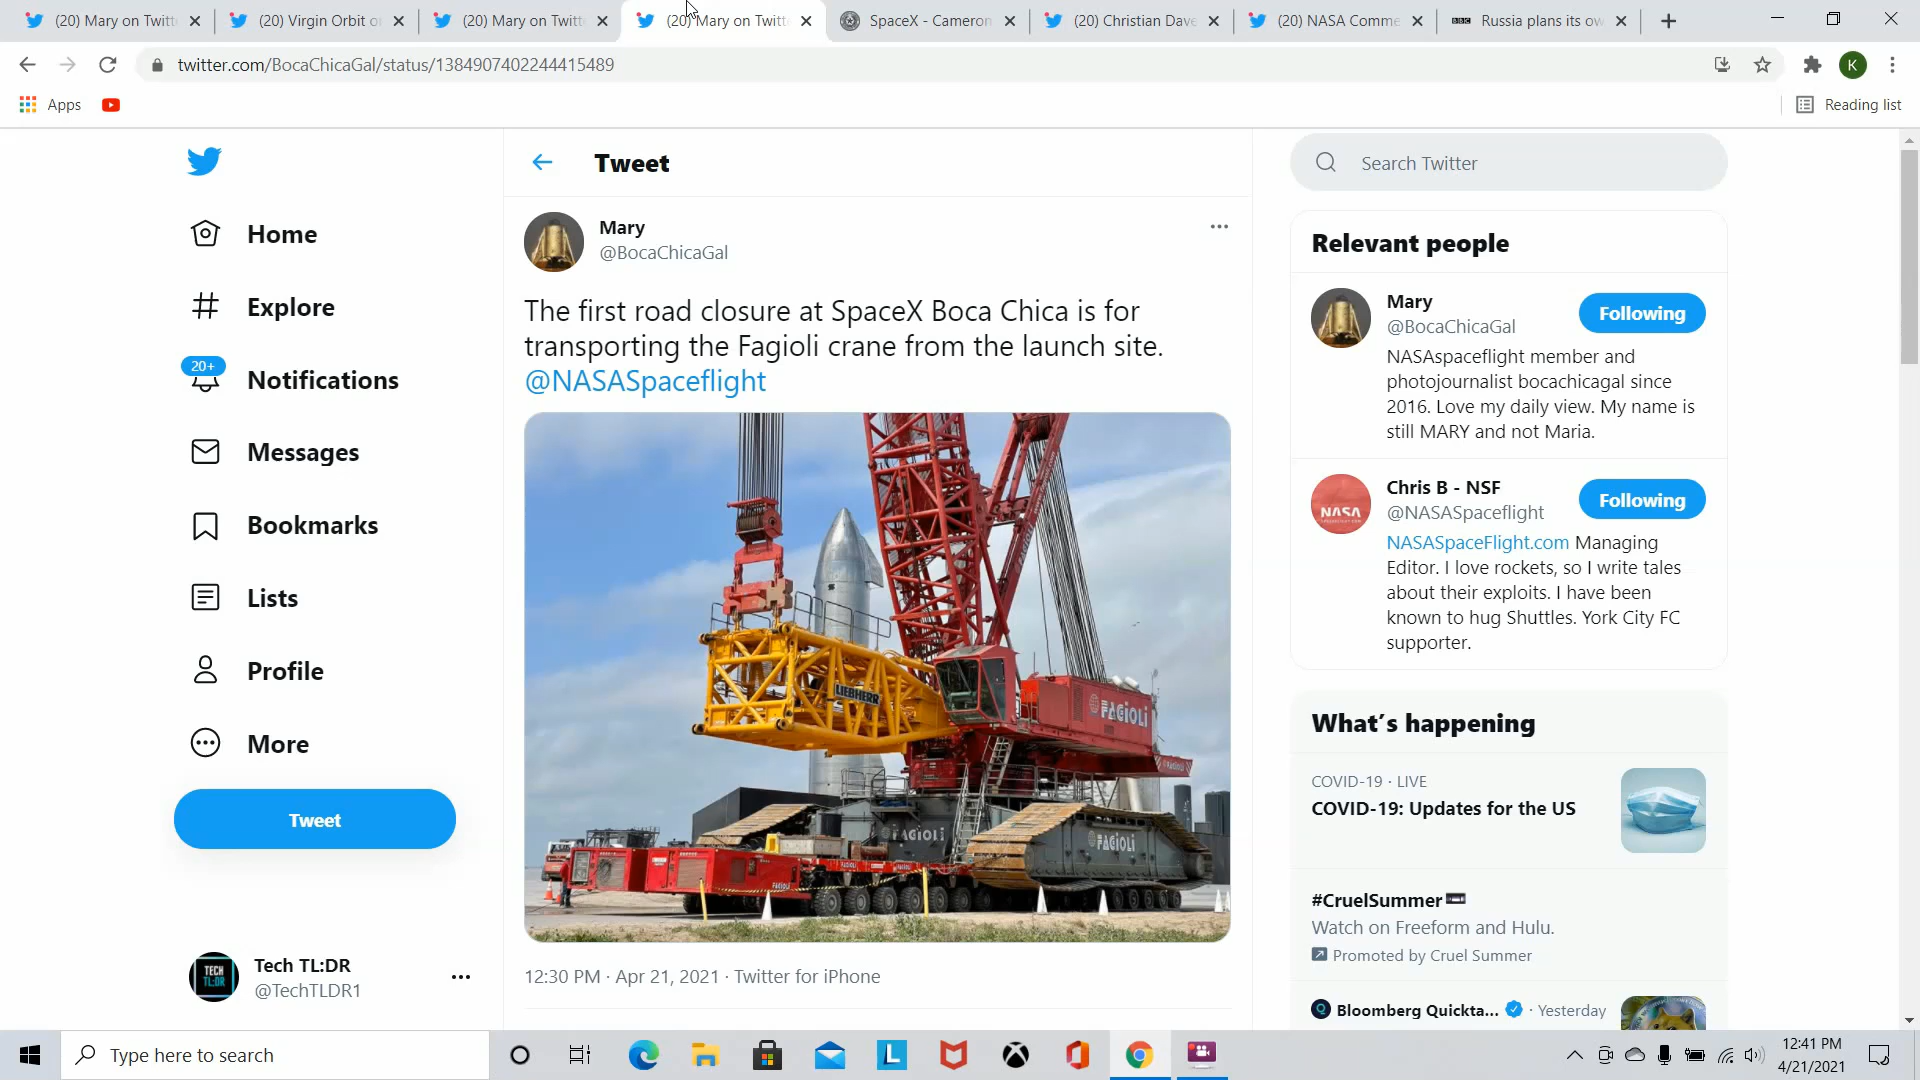 (20) Mary on Twitt
(20) Virgin Orbit o
(20) Mary on Twitt
(20) Mary on Twitt
SpaceX - Cameron
(20) Christian Dave
(20) NASA Comme
BBC
Russia plans its ow
twitter.com/BocaChicaGal/status/1384907402244415489
K
Apps
Reading list
Tweet
Search Twitter
Home
Explore
20+
Notifications
Messages
Bookmarks
Lists
Profile
More
Tweet
TECH TL;DR
Tech TL:DR
@TechTLDR1
Mary
@BocaChicaGal
The first road closure at SpaceX Boca Chica is for
transporting the Fagioli crane from the launch site.
@NASASpaceflight
LIEBHERR
FAGIOLI
FAGIOLI
FAGIOLI
FAGIOLI
12:30 PM · Apr 21, 2021 · Twitter for iPhone
Relevant people
Mary
@BocaChicaGal
Following
NASAspaceflight member and
photojournalist bocachicagal since
2016. Love my daily view. My name is
still MARY and not Maria.
NASA
Chris B - NSF
@NASASpaceflight
Following
NASASpaceFlight.com Managing
Editor. I love rockets, so I write tales
about their exploits. I have been
known to hug Shuttles. York City FC
supporter.
What's happening
COVID-19 · LIVE
COVID-19: Updates for the US
#CruelSummer
Watch on Freeform and Hulu.
Promoted by Cruel Summer
Bloomberg Quickta... · Yesterday
Type here to search
L
12:41 PM
4/21/2021